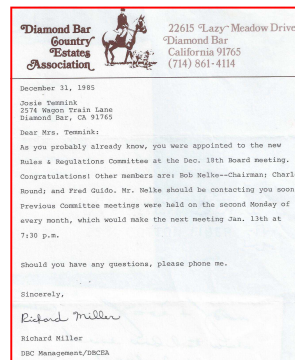 Diamond Bar
Country
Estates
Association
22615 Lazy Meadow Drive
Diamond Bar
California 91765
(714) 861-4114
December 31, 1985
Josie Temmink
2574 Wagon Train Lane
Diamond Bar, CA 91765
Dear Mrs. Temmink:
As you probably already know, you were appointed to the new
Rules & Regulations Committee at the Dec. 18th Board meeting.
Congratulations! Other members are: Rob Nelke--Chairman; Charl
Round; and Fred Guido. Mr. Nelke should be contacting you soon
Previous Committee meetings were held on the second Monday of
every month, which would make the next meeting Jan. 13th at
7:30 p.m.
Should you have any questions, please phone me.
Sincerely,
Richard Miller
Richard Miller
DBC Management/DBCEA